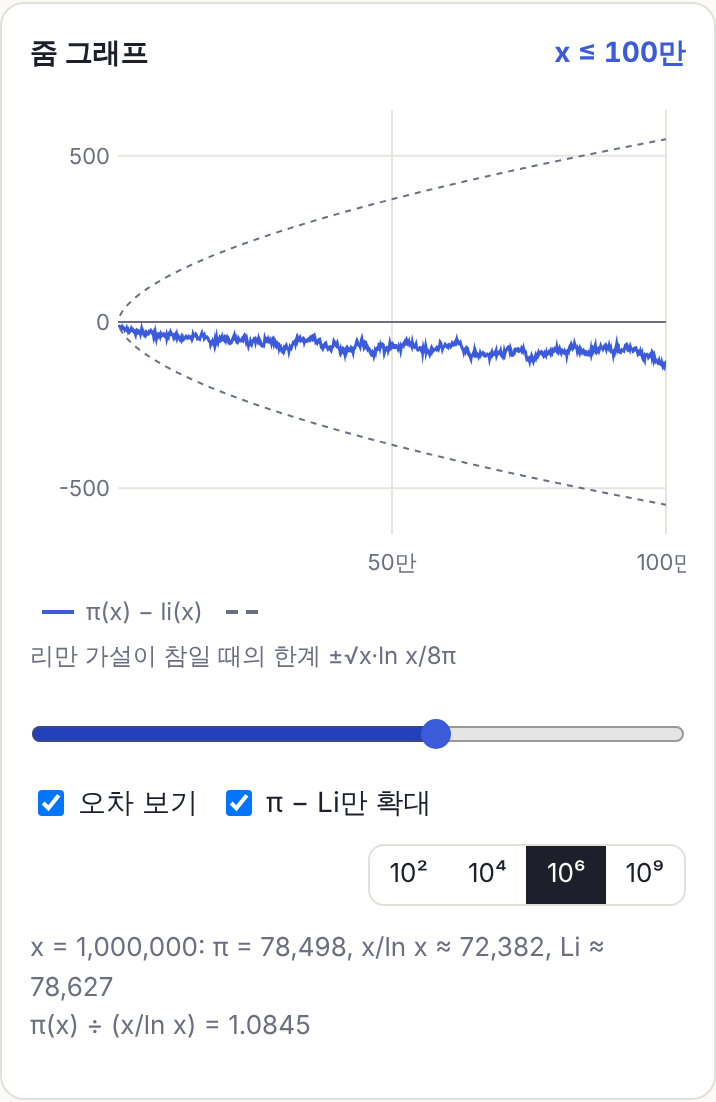 줌 그래프
x ≤ 100만
500
0
-500
50만
100만
π(x) − li(x)
리만 가설이 참일 때의 한계 ±√x·ln x/8π
오차 보기
π − Li만 확대
10² 10⁴ 10⁶ 10⁹
x = 1,000,000: π = 78,498, x/ln x ≈ 72,382, Li ≈
78,627
π(x) ÷ (x/ln x) = 1.0845